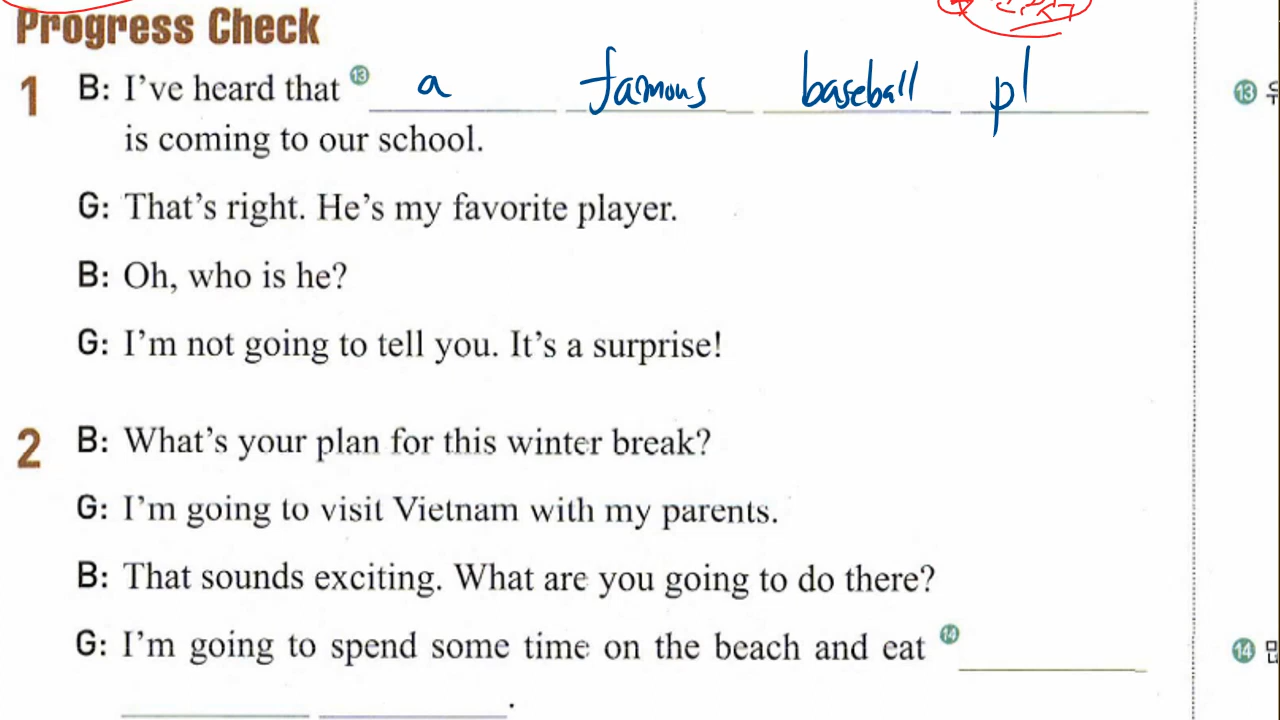 Progress Check
1 B: I've heard that ⑬ a famous baseball pl
is coming to our school.
G: That's right. He's my favorite player.
B: Oh, who is he?
G: I'm not going to tell you. It's a surprise!
2 B: What's your plan for this winter break?
G: I'm going to visit Vietnam with my parents.
B: That sounds exciting. What are you going to do there?
G: I'm going to spend some time on the beach and eat ⑭
.
⑬
⑭